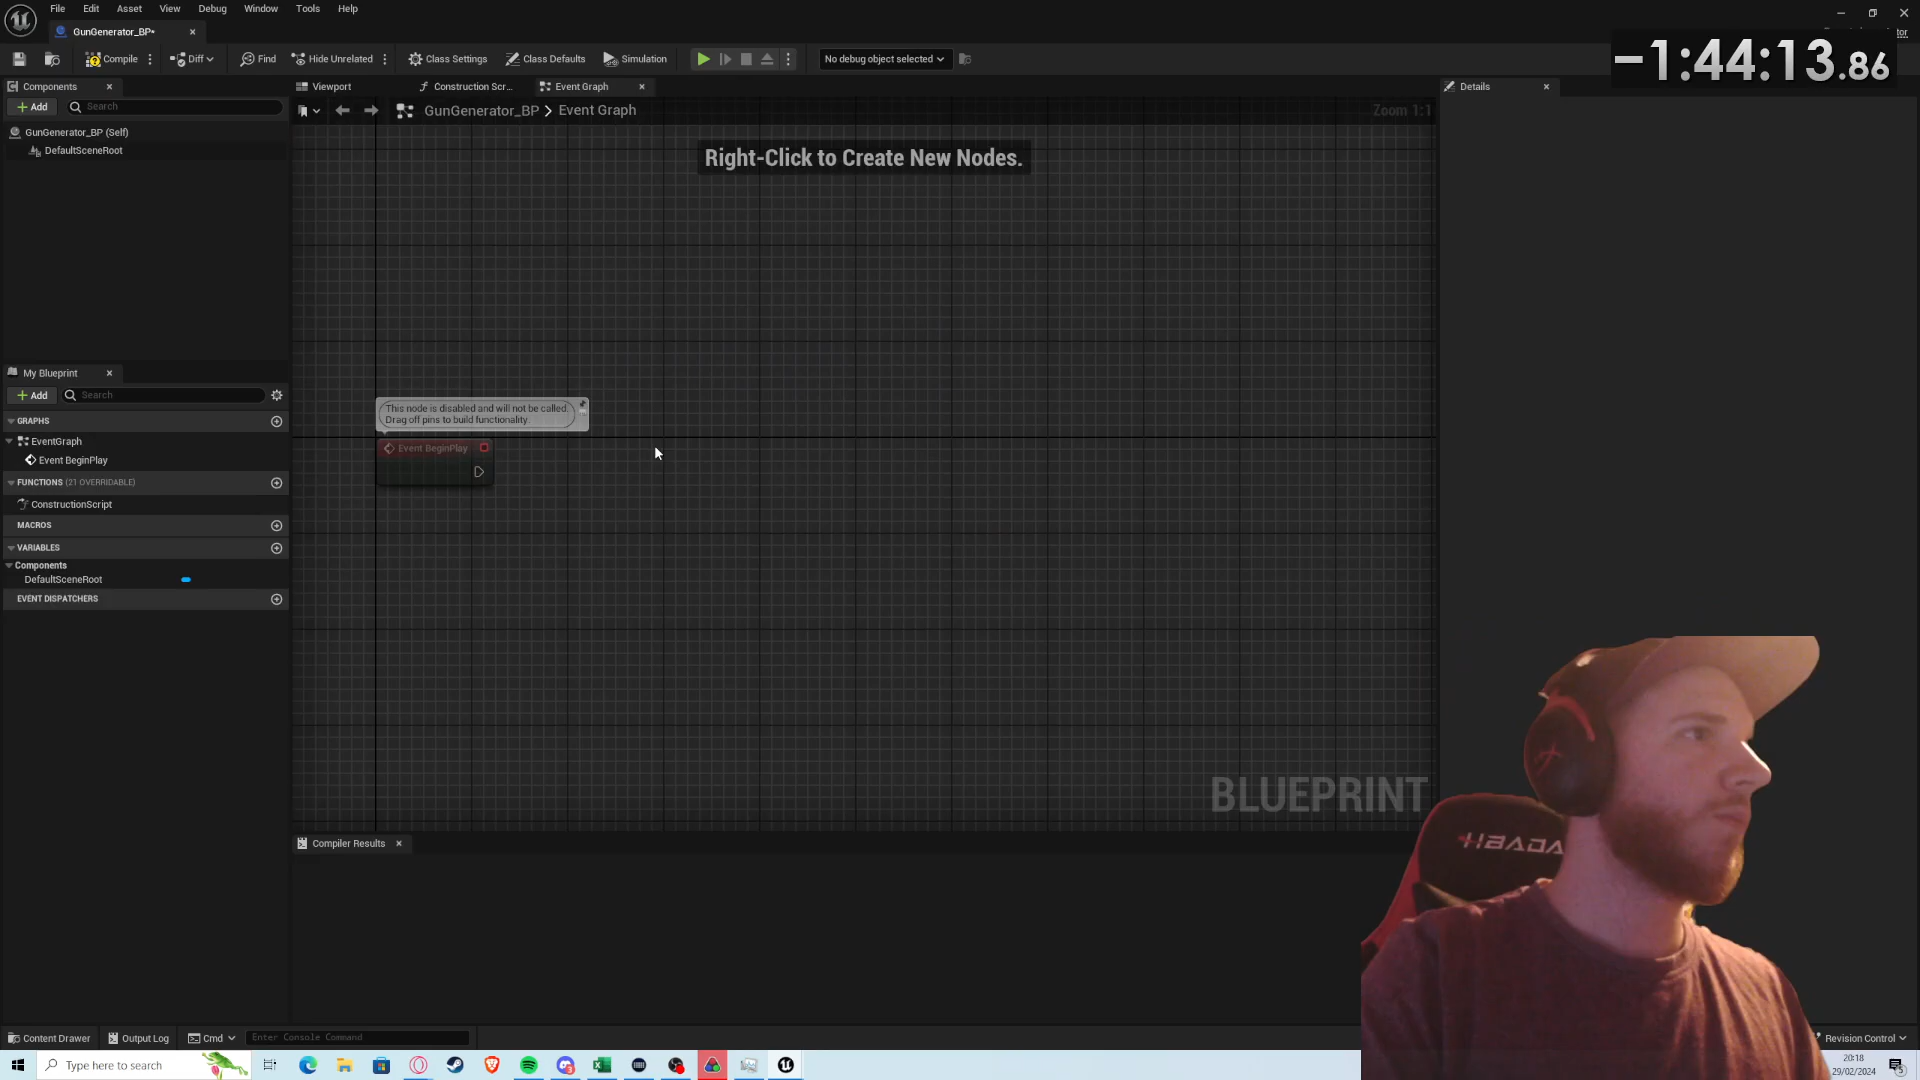 File Edit Asset View Debug Window Tools Help
GunGenerator_BP*
Compile Diff Find Hide Unrelated Class Settings Class Defaults Simulation No debug object selected
-1:44:13.86
Components Viewport Construction Scr... Event Graph Details
Add Search
GunGenerator_BP > Event Graph Zoom 1:1
GunGenerator_BP (Self)
DefaultSceneRoot
Right-Click to Create New Nodes.
My Blueprint
Add Search
GRAPHS
EventGraph
Event BeginPlay
FUNCTIONS (21 OVERRIDABLE)
ConstructionScript
MACROS
VARIABLES
Components
DefaultSceneRoot
EVENT DISPATCHERS
This node is disabled and will not be called.
Drag off pins to build functionality.
Event BeginPlay
BLUEPRINT
Compiler Results
HBADA
Content Drawer Output Log Cmd Enter Console Command Revision Control
Type here to search
20:18
29/02/2024